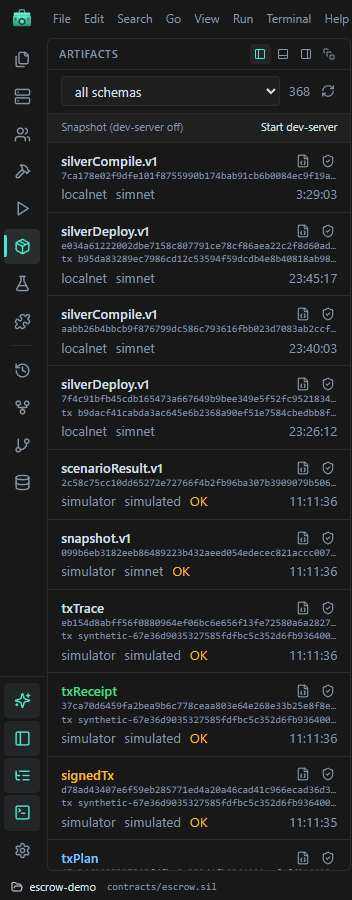 File Edit Search Go View Run Terminal Help
ARTIFACTS
all schemas 368
Snapshot (dev-server off) Start dev-server
silverCompile.v1
7ca178e02f9dfe101f8755990b174bab91cb6b0084ec9f19a…
localnet simnet 3:29:03
silverDeploy.v1
e034a61222002dbe7158c807791ce78cf86aea22c2f8d60ad…
tx b95da83289ec7986cd12c53594f59dcdb4e8b40818ab98…
localnet simnet 23:45:17
silverCompile.v1
aabb26b4bbcb9f876799dc586c793616fbb023d7083ab2ccf…
localnet simnet 23:40:03
silverDeploy.v1
7f4c91bfb45cdb165473a667649b9bee349e5f52fc9521834…
tx b9dacf41cabda3ac645e6b2368a90ef51e7584cbedbb8f…
localnet simnet 23:26:12
scenarioResult.v1
2c58c75cc10dd65272e72766f4b2fb96ba307b3909079b506…
simulator simulated OK 11:11:36
snapshot.v1
099b6eb3182eeb86489223b432aeed054edecec821accc007…
simulator simnet OK 11:11:36
txTrace
eb154d8abff56f0880964ef06bc6e656f13fe72580a6a2827…
tx synthetic-67e36d9035327585fdfbc5c352d6fb936400…
simulator simulated OK 11:11:36
txReceipt
37ca70d6459fa2bea9b6c778ceaa803e64e268e33b25e8f8e…
tx synthetic-67e36d9035327585fdfbc5c352d6fb936400…
simulator simulated OK 11:11:36
signedTx
d78ad43407e6f59eb285771ed4a20a46cad41c966ecad36d3…
tx synthetic-67e36d9035327585fdfbc5c352d6fb936400…
simulator simulated OK 11:11:35
txPlan
escrow-demo contracts/escrow.sil